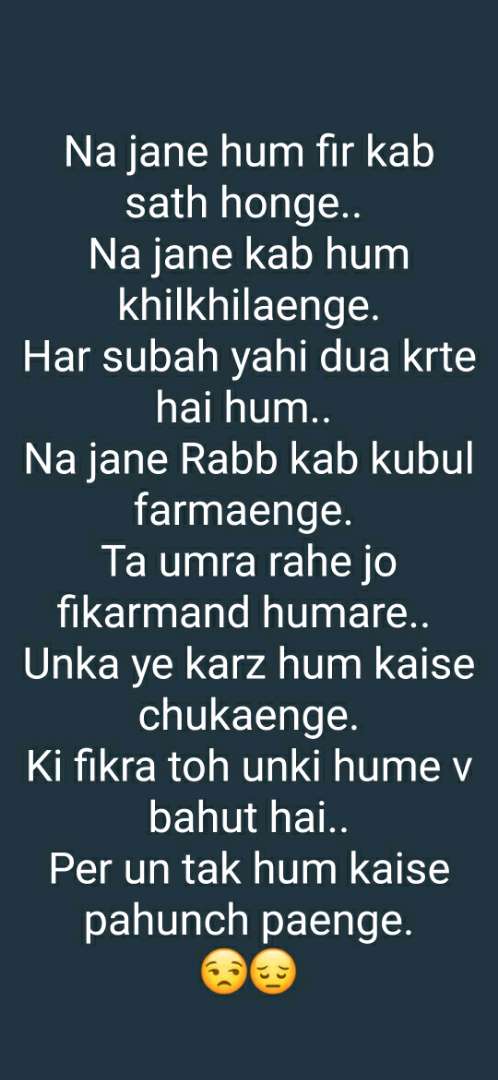 Na jane hum fir kab
sath honge..
Na jane kab hum
khilkhilaenge.
Har subah yahi dua krte
hai hum..
Na jane Rabb kab kubul
farmaenge.
Ta umra rahe jo
fikarmand humare..
Unka ye karz hum kaise
chukaenge.
Ki fikra toh unki hume v
bahut hai..
Per un tak hum kaise
pahunch paenge.
😒😔